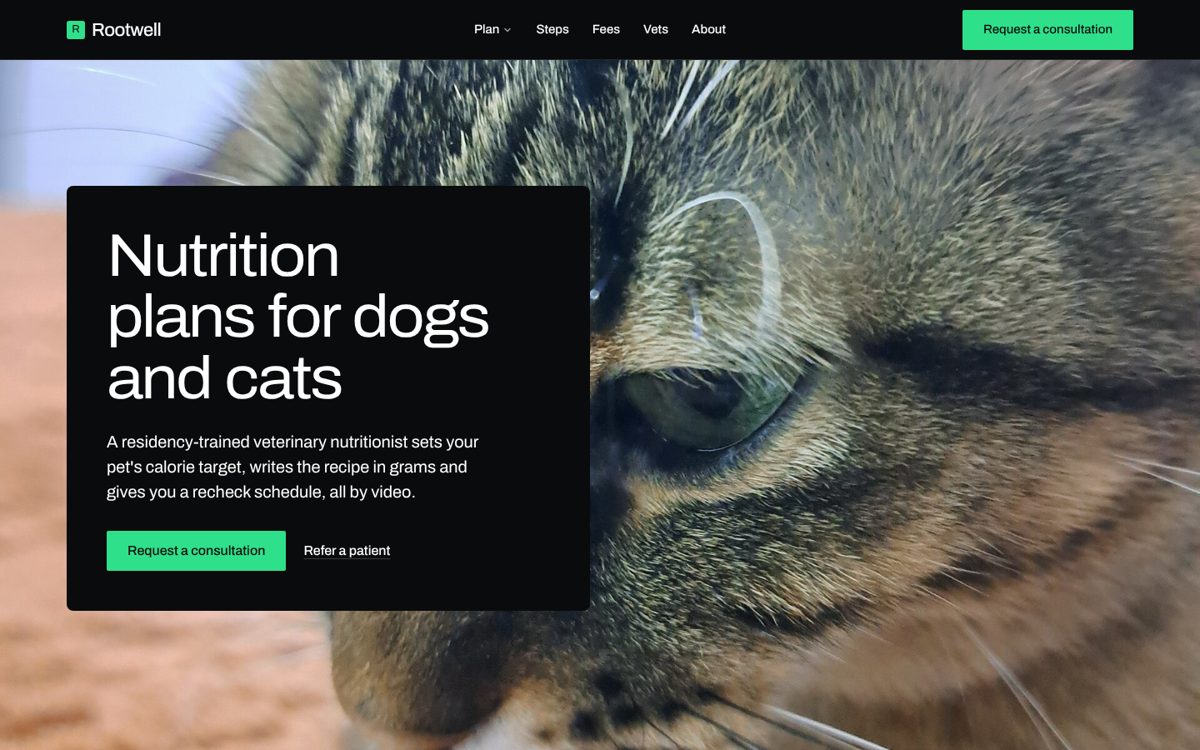 R Rootwell
Plan Steps Fees Vets About
Request a consultation
Nutrition
plans for dogs
and cats
A residency-trained veterinary nutritionist sets your
pet's calorie target, writes the recipe in grams and
gives you a recheck schedule, all by video.
Request a consultation Refer a patient